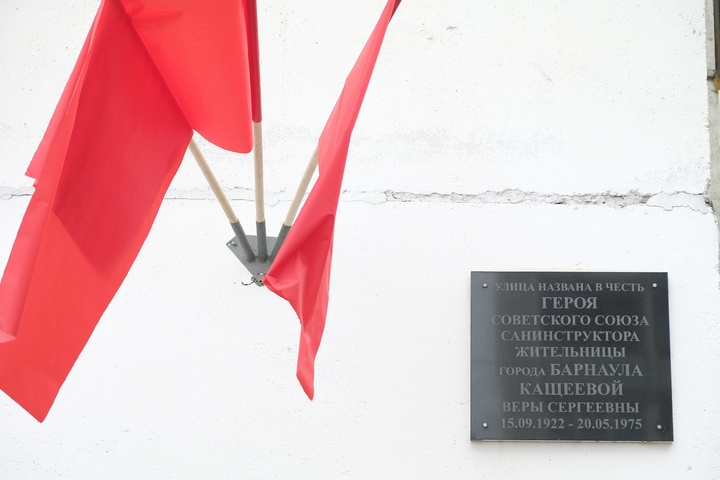 УЛИЦА НАЗВАНА В ЧЕСТЬ
ГЕРОЯ
СОВЕТСКОГО СОЮЗА
САНИНСТРУКТОРА
ЖИТЕЛЬНИЦЫ
ГОРОДА БАРНАУЛА
КАЩЕЕВОЙ
ВЕРЫ СЕРГЕЕВНЫ
15.09.1922 - 20.05.1975